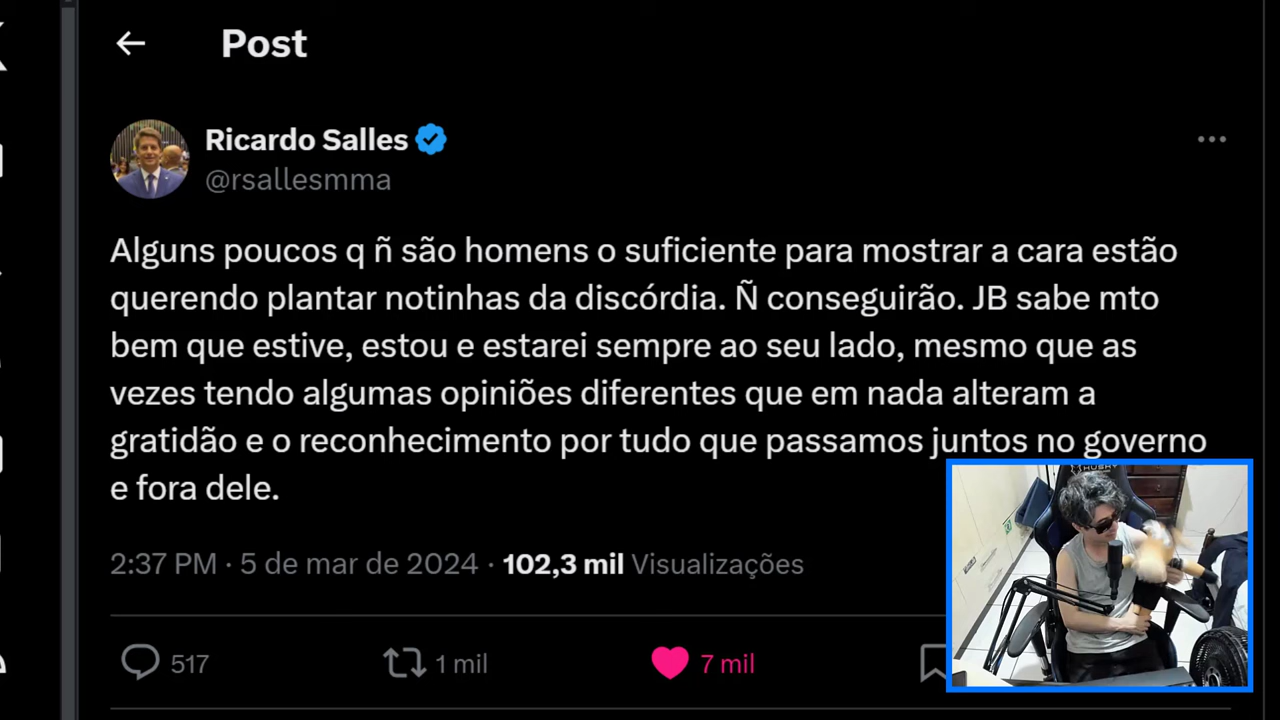 Post
Ricardo Salles
@rsallesmma
Alguns poucos q ñ são homens o suficiente para mostrar a cara estão
querendo plantar notinhas da discórdia. Ñ conseguirão. JB sabe mto
bem que estive, estou e estarei sempre ao seu lado, mesmo que as
vezes tendo algumas opiniões diferentes que em nada alteram a
gratidão e o reconhecimento por tudo que passamos juntos no governo
e fora dele.
2:37 PM · 5 de mar de 2024 · 102,3 mil Visualizações
517 1 mil 7 mil